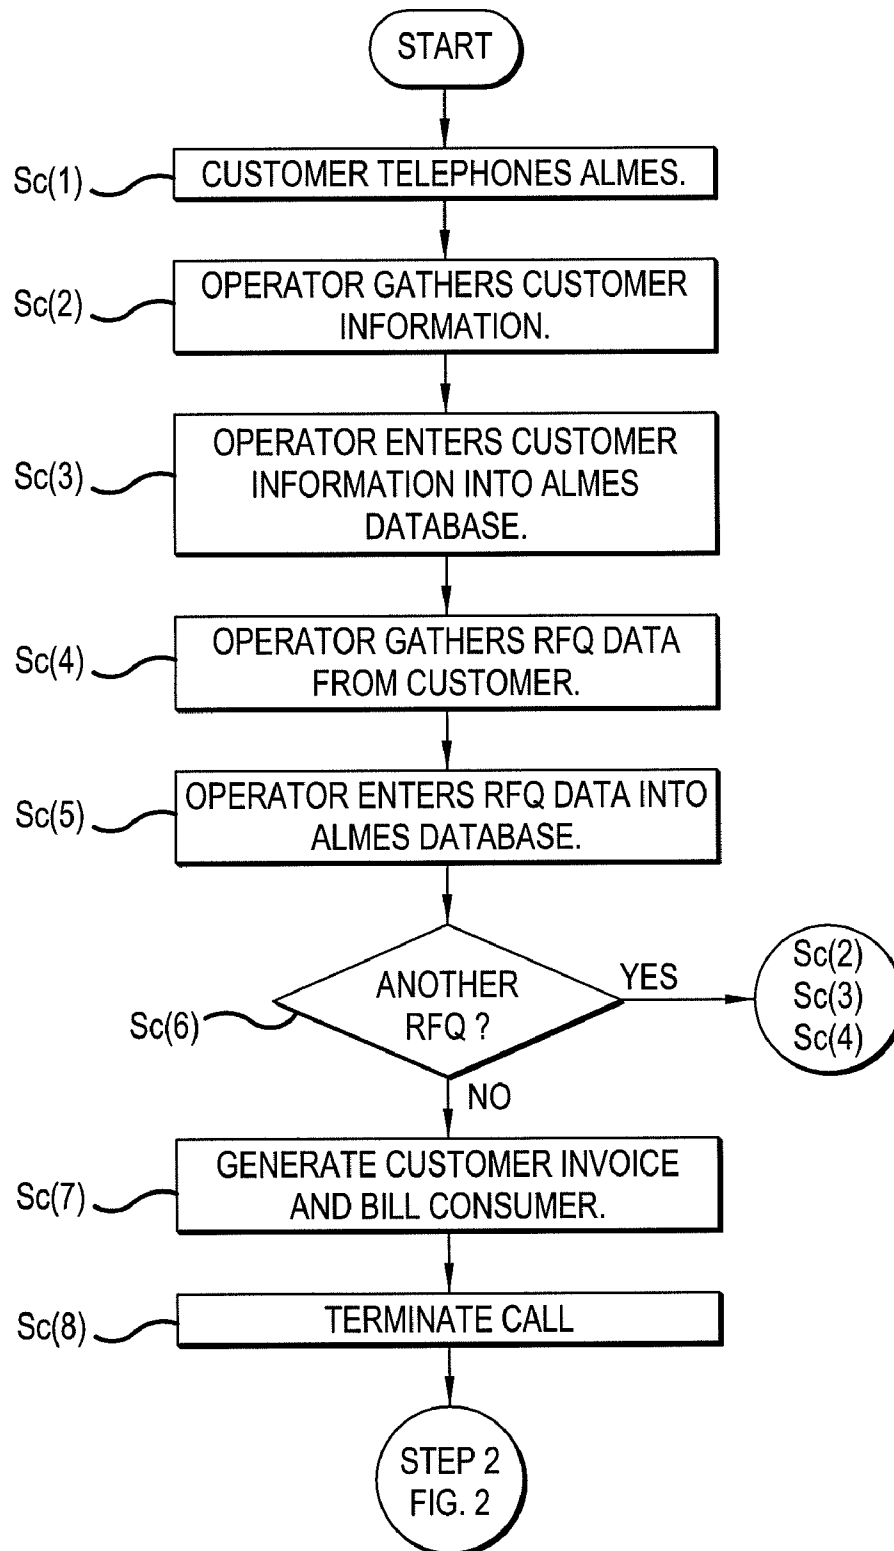 START
Sc(1)
CUSTOMER TELEPHONES ALMES.
Sc(2)
OPERATOR GATHERS CUSTOMER
INFORMATION.
Sc(3)
OPERATOR ENTERS CUSTOMER
INFORMATION INTO ALMES
DATABASE.
Sc(4)
OPERATOR GATHERS RFQ DATA
FROM CUSTOMER.
Sc(5)
OPERATOR ENTERS RFQ DATA INTO
ALMES DATABASE.
Sc(6)
ANOTHER
RFQ ?
YES
Sc(2)
Sc(3)
Sc(4)
NO
Sc(7)
GENERATE CUSTOMER INVOICE
AND BILL CONSUMER.
Sc(8)
TERMINATE CALL
STEP 2
FIG. 2